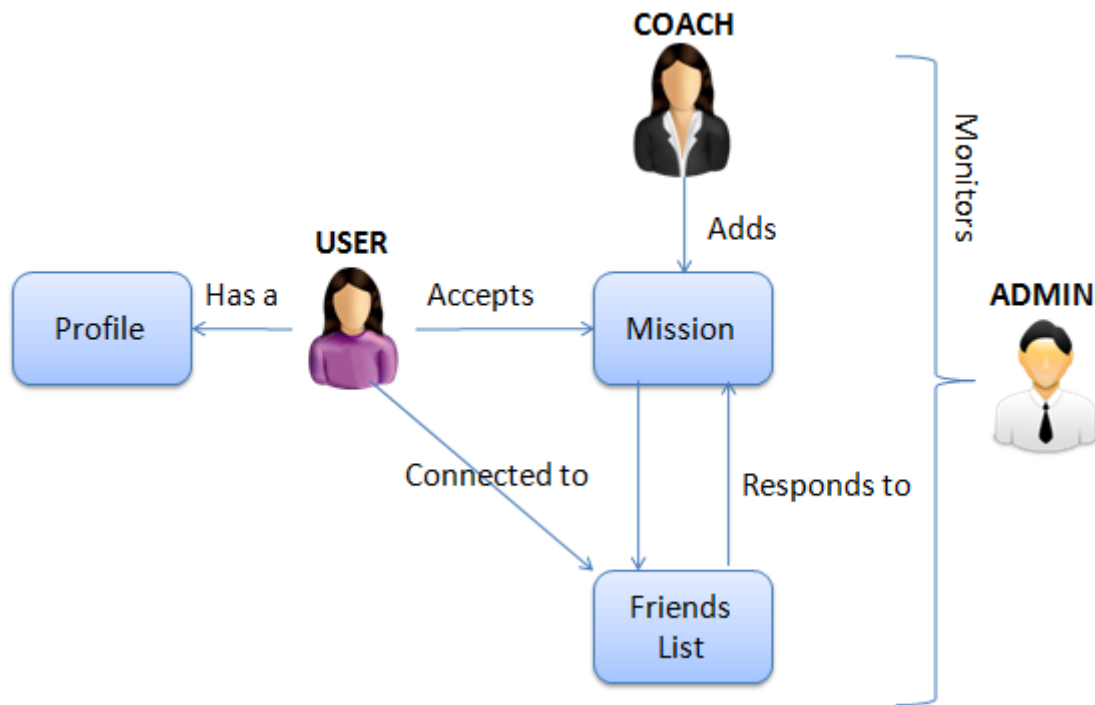 COACH
Monitors
Adds
USER
ADMIN
Has a
Accepts
Profile
Mission
Connected to
Responds to
Friends
List